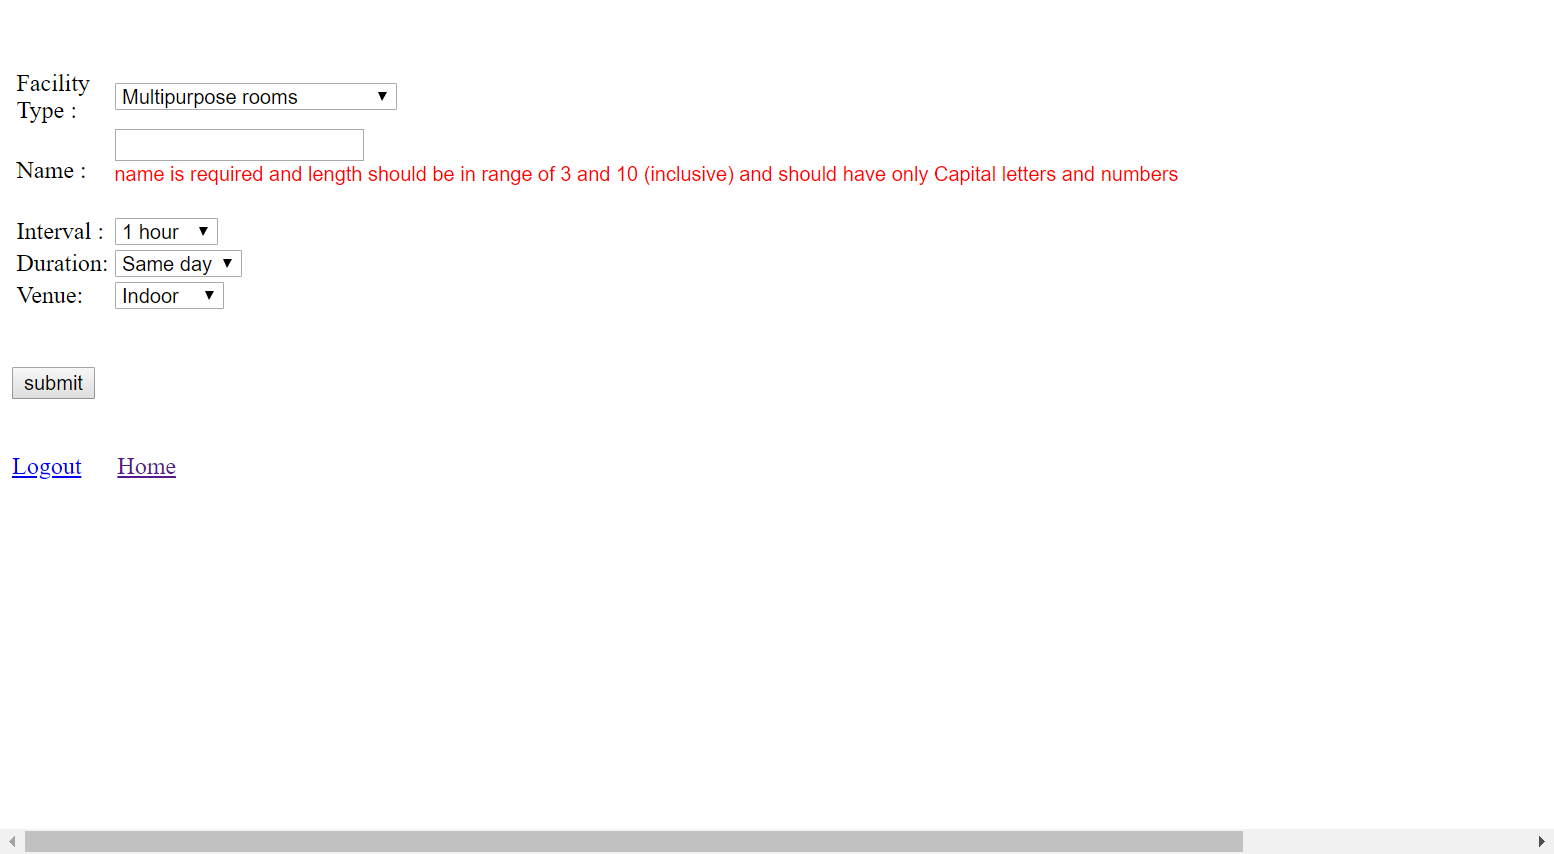 Facility
Type :
Multipurpose rooms
Name :
name is required and length should be in range of 3 and 10 (inclusive) and should have only Capital letters and numbers
Interval :
1 hour
Duration:
Same day
Venue:
Indoor
submit
Logout
Home